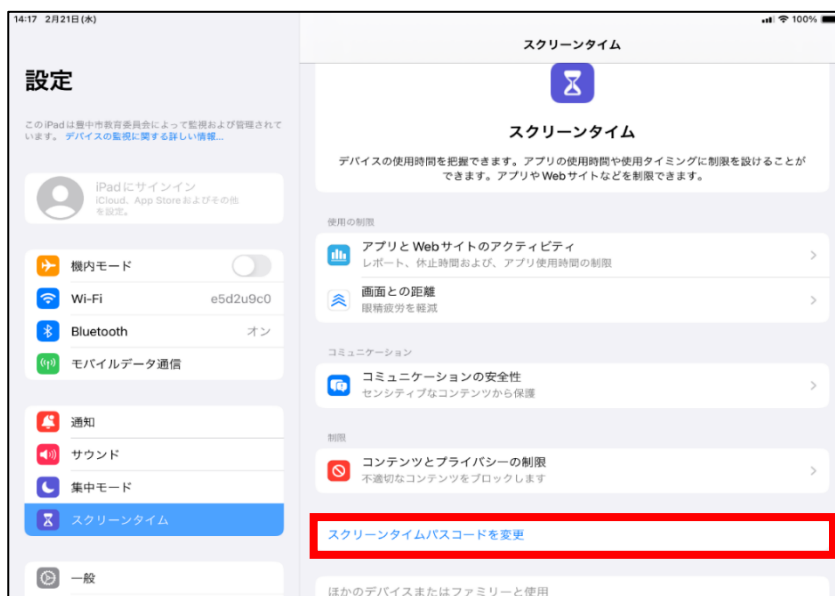 14:17 2月21日(水)
100%
設定
このiPadは豊中市教育委員会によって監視および管理されて
います。デバイスの監視に関する詳しい情報...
iPadにサインイン
iCloud、App Storeおよびその他
を設定。
機内モード
Wi-Fi e5d2u9c0
Bluetooth オン
モバイルデータ通信
通知
サウンド
集中モード
スクリーンタイム
一般
スクリーンタイム
スクリーンタイム
デバイスの使用時間を把握できます。アプリの使用時間や使用タイミングに制限を設けることが
できます。アプリやWebサイトなどを制限できます。
使用の制限
アプリとWebサイトのアクティビティ
レポート、休止時間および、アプリ使用時間の制限
画面との距離
眼精疲労を軽減
コミュニケーション
コミュニケーションの安全性
センシティブなコンテンツから保護
制限
コンテンツとプライバシーの制限
不適切なコンテンツをブロックします
スクリーンタイムパスコードを変更
ほかのデバイスまたはファミリーと使用